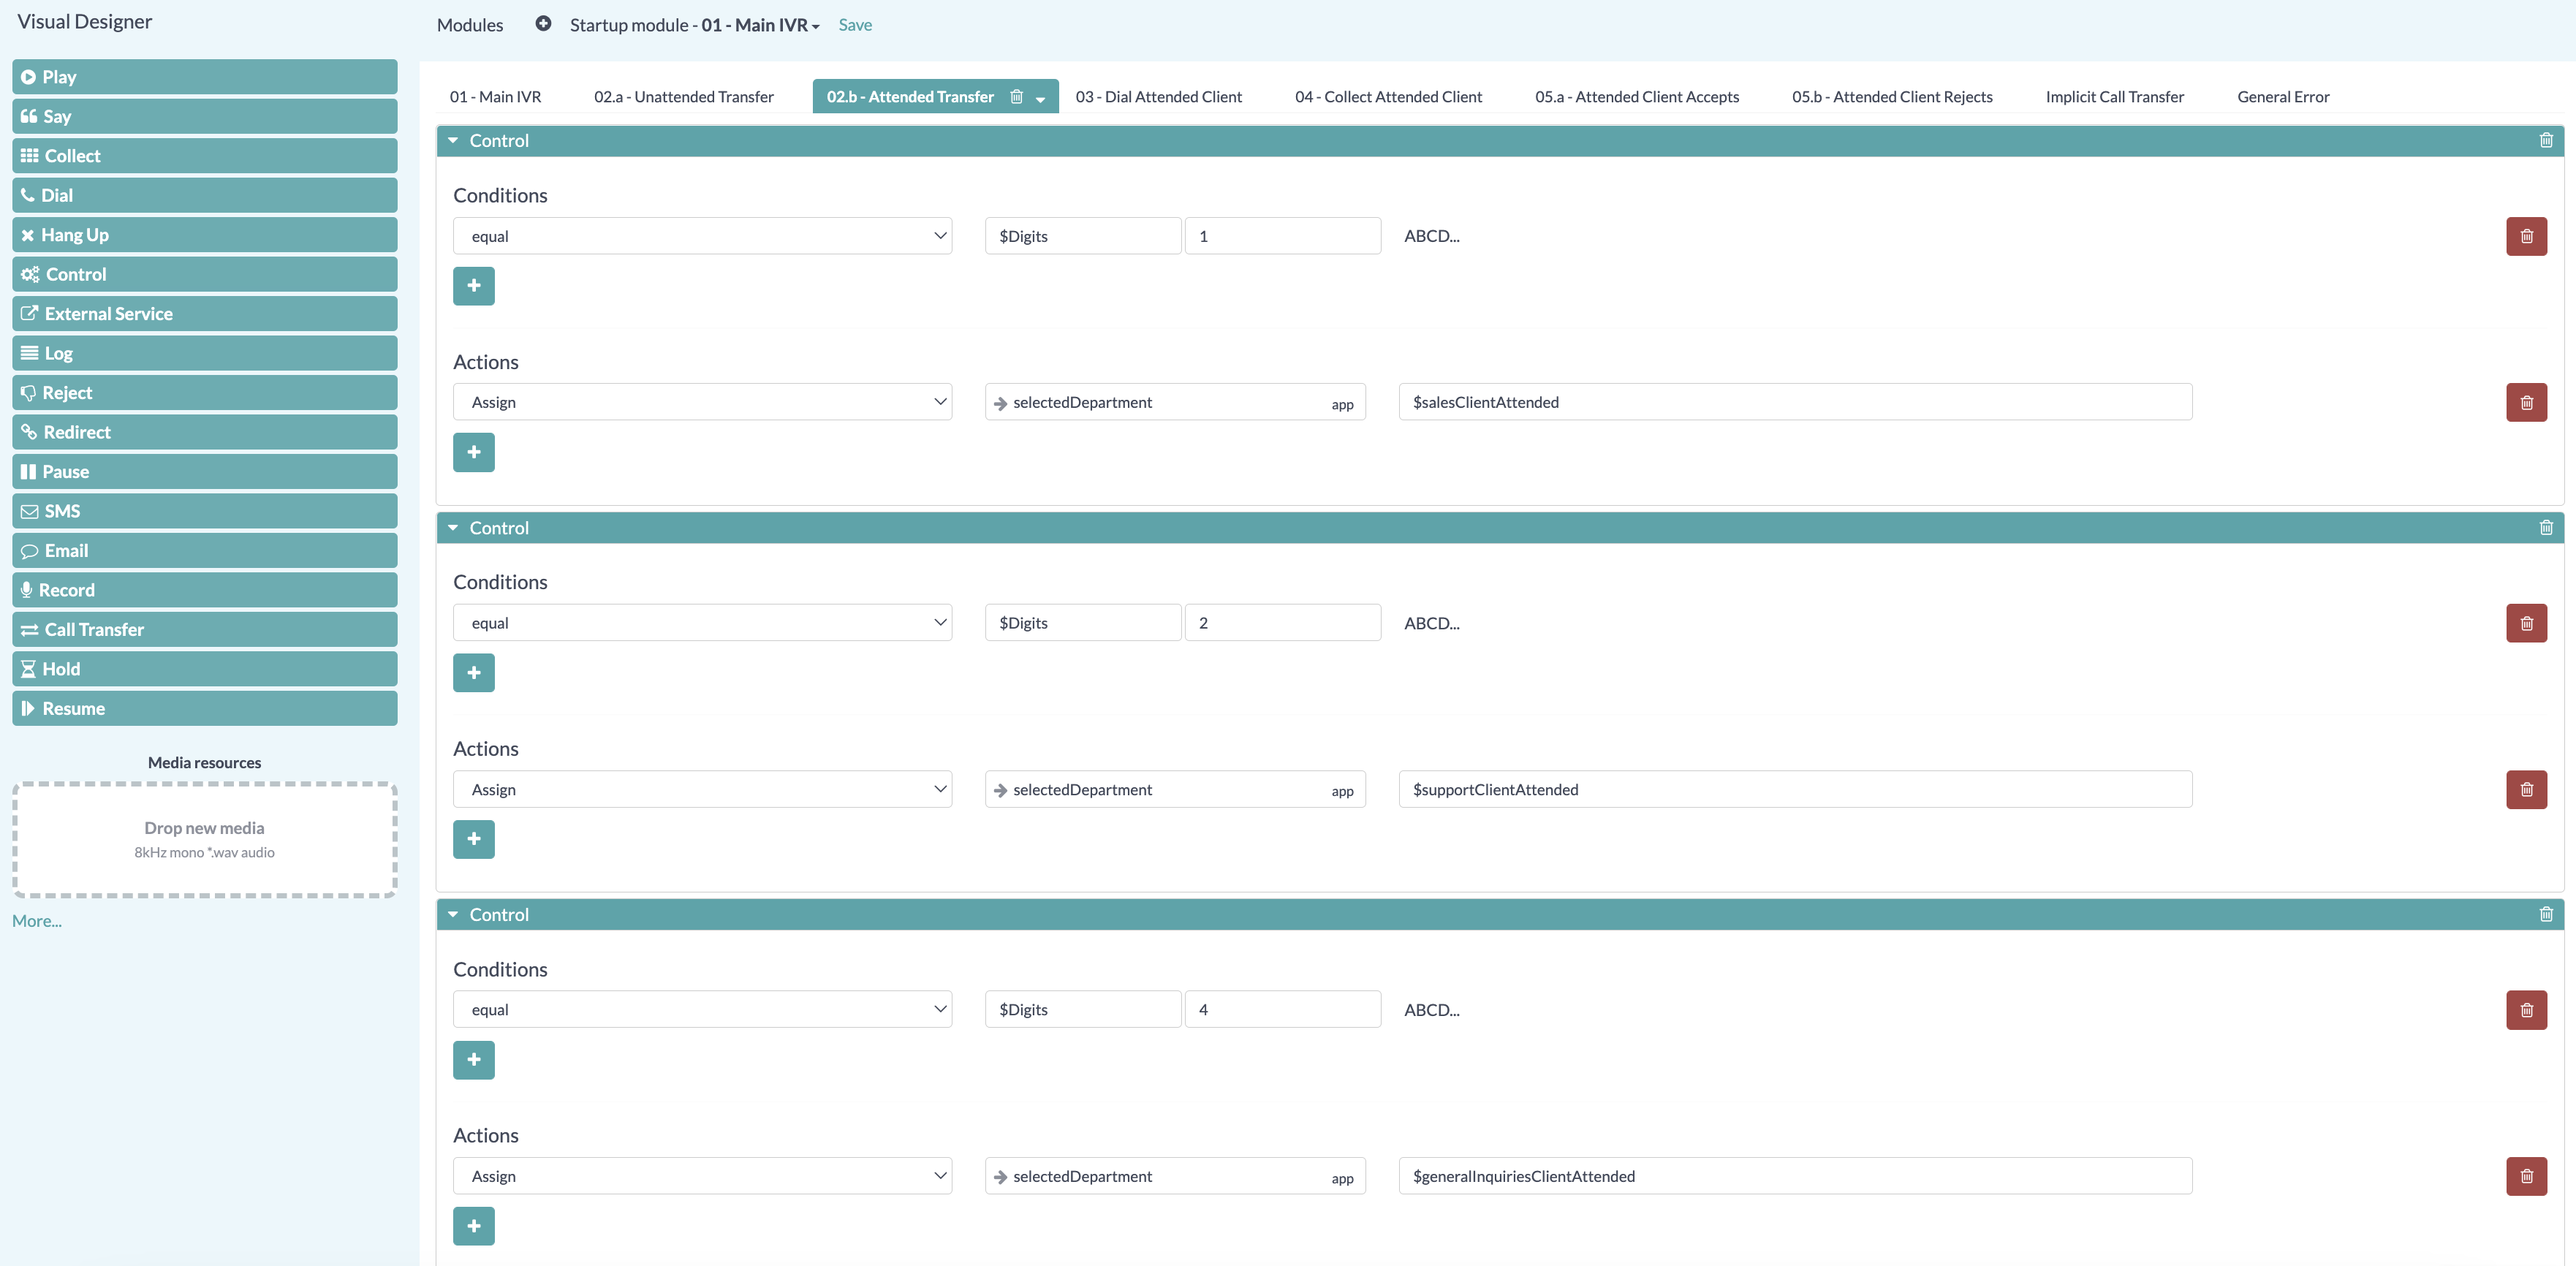 Visual Designer
Modules Startup module - 01 - Main IVR Save
Play
Say
Collect
Dial
Hang Up
Control
External Service
Log
Reject
Redirect
Pause
SMS
Email
Record
Call Transfer
Hold
Resume
Media resources
Drop new media
8kHz mono *.wav audio
More...
01 - Main IVR 02.a - Unattended Transfer 02.b - Attended Transfer 03 - Dial Attended Client 04 - Collect Attended Client 05.a - Attended Client Accepts 05.b - Attended Client Rejects Implicit Call Transfer General Error
Control
Conditions
equal $Digits 1 ABCD...
Actions
Assign selectedDepartment app $salesClientAttended
Control
Conditions
equal $Digits 2 ABCD...
Actions
Assign selectedDepartment app $supportClientAttended
Control
Conditions
equal $Digits 4 ABCD...
Actions
Assign selectedDepartment app $generalInquiriesClientAttended